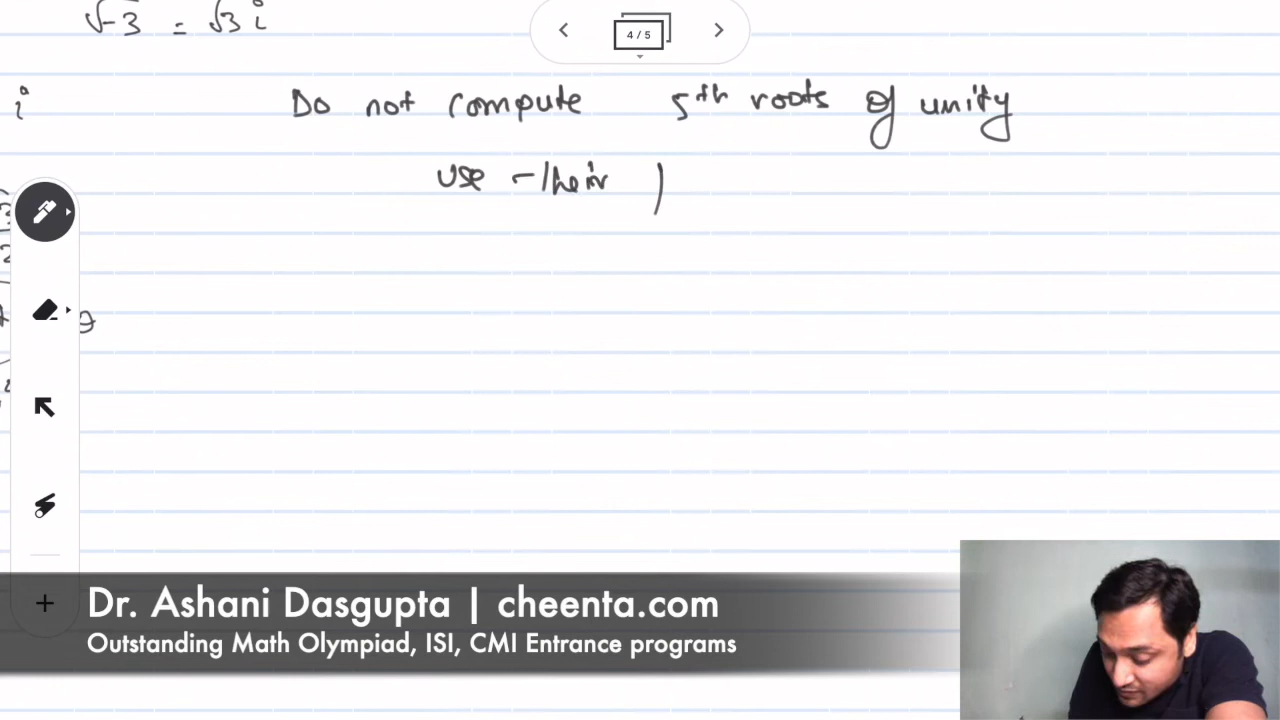 √-3 = √3 i
4 / 5
i Do not compute 5th roots of unity
use their
Dr. Ashani Dasgupta | cheenta.com
Outstanding Math Olympiad, ISI, CMI Entrance programs